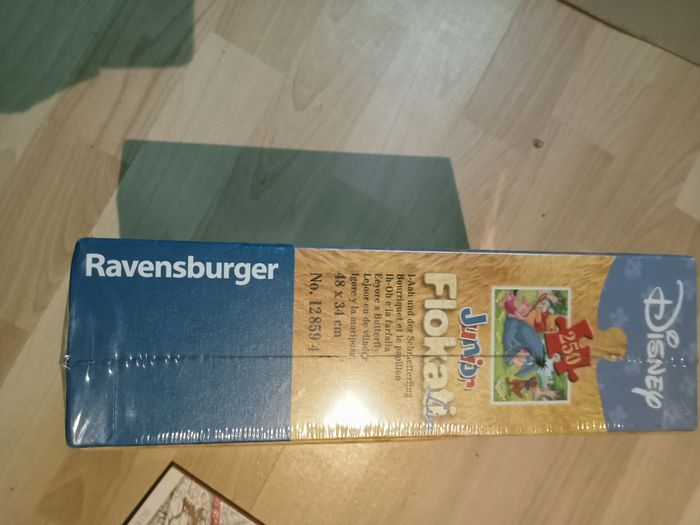 Ravensburger
Junior
Flokati
I-Aah und der Schmetterling
Bourriquet et le papillon
Ih-Oh e la farfalla
Eeyore's Butterfly
Iejoor en de vlinder
Igore y la mariposa
48 x 34 cm
No. 12 859 4
250
DISNEY